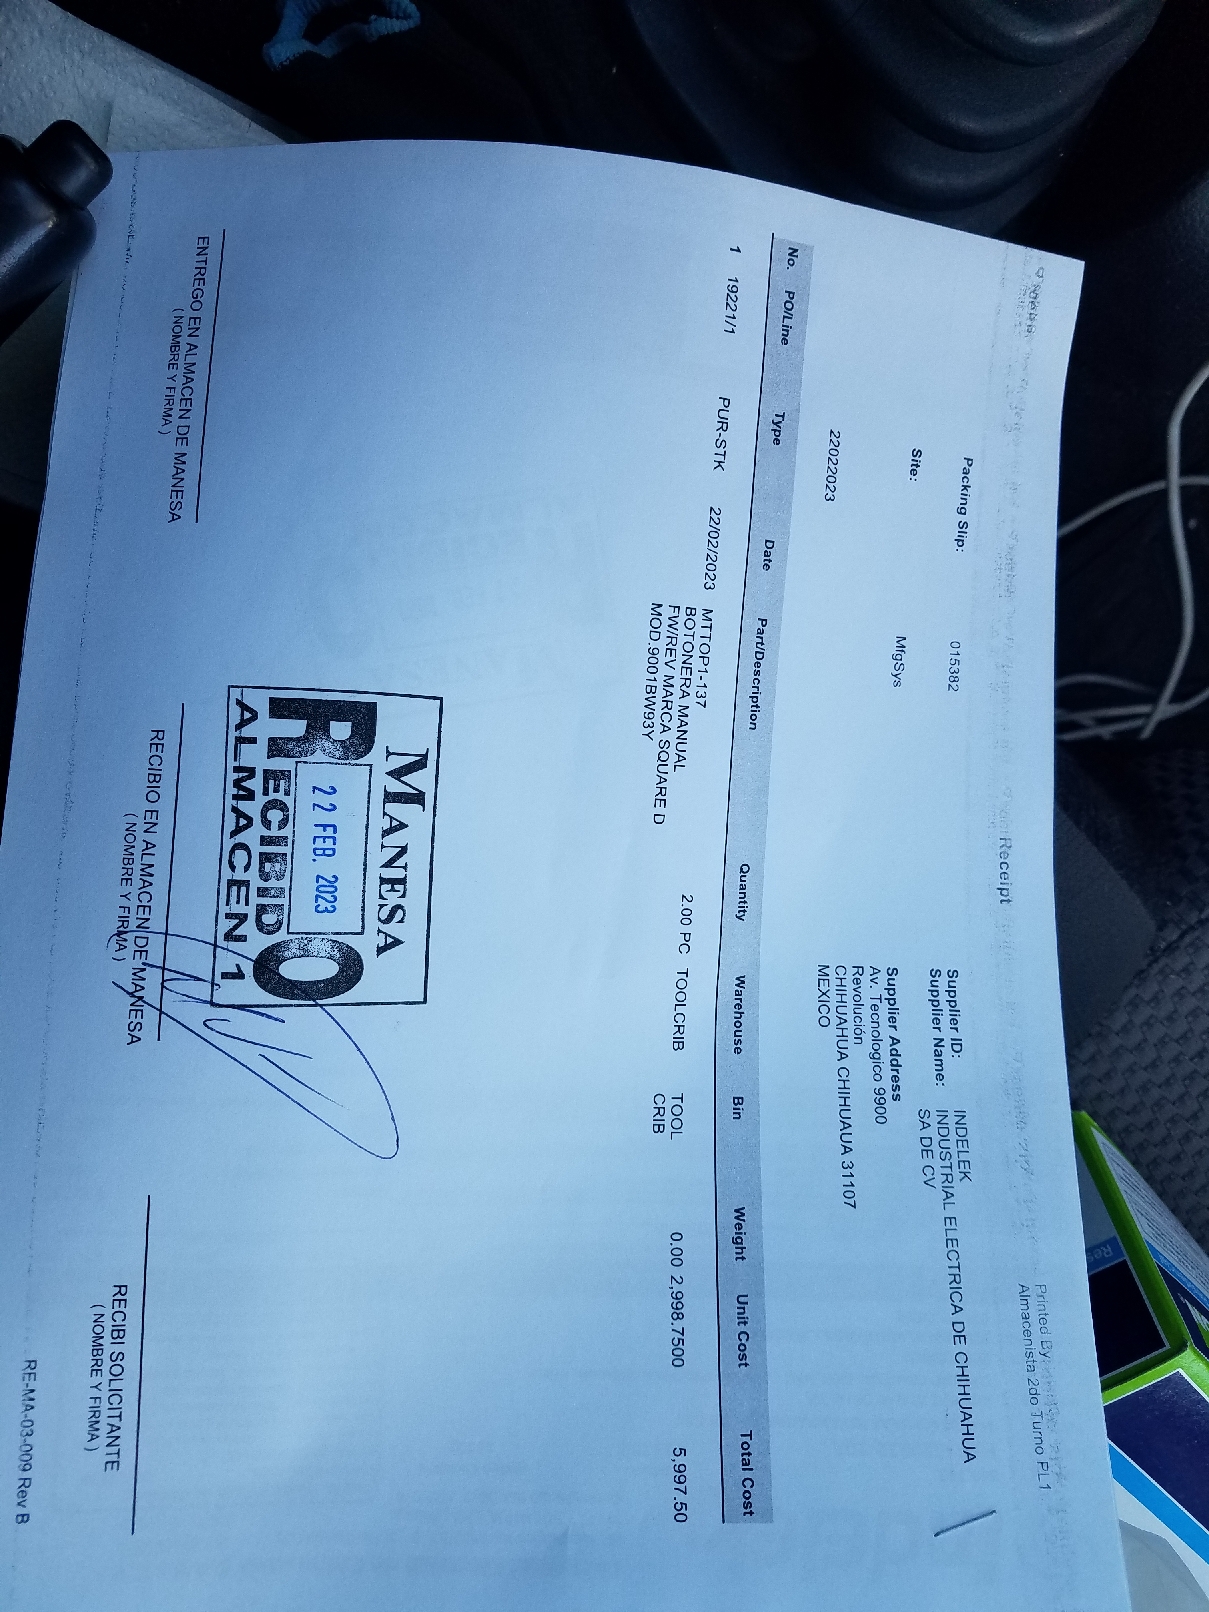 Receipt
Printed By:
Almacenista 2do Turno PL1
Packing Slip: 015382
Supplier ID: INDELEK
Supplier Name: INDUSTRIAL ELECTRICA DE CHIHUAHUA
SA DE CV
Site: MfgSys
Supplier Address
Av. Tecnologico 9900
Revolución
CHIHUAHUA CHIHUAUA 31107
MEXICO
22022023
No. PO/Line Type Date Part/Description Quantity Warehouse Bin Weight Unit Cost Total Cost
1 19221/1 PUR-STK 22/02/2023 MTTOP1-137 2.00 PC TOOLCRIB TOOL 0.00 2,998.7500 5,997.50
BOTONERA MANUAL CRIB
FW/REV MARCA SQUARE D
MOD.9001BW93Y
MANESA
22 FEB. 2023
RECIBIDO
ALMACEN 1
ENTREGO EN ALMACEN DE MANESA
( NOMBRE Y FIRMA )
RECIBIO EN ALMACEN DE MANESA
( NOMBRE Y FIRMA )
RECIBI SOLICITANTE
( NOMBRE Y FIRMA )
RE-MA-03-009 Rev B